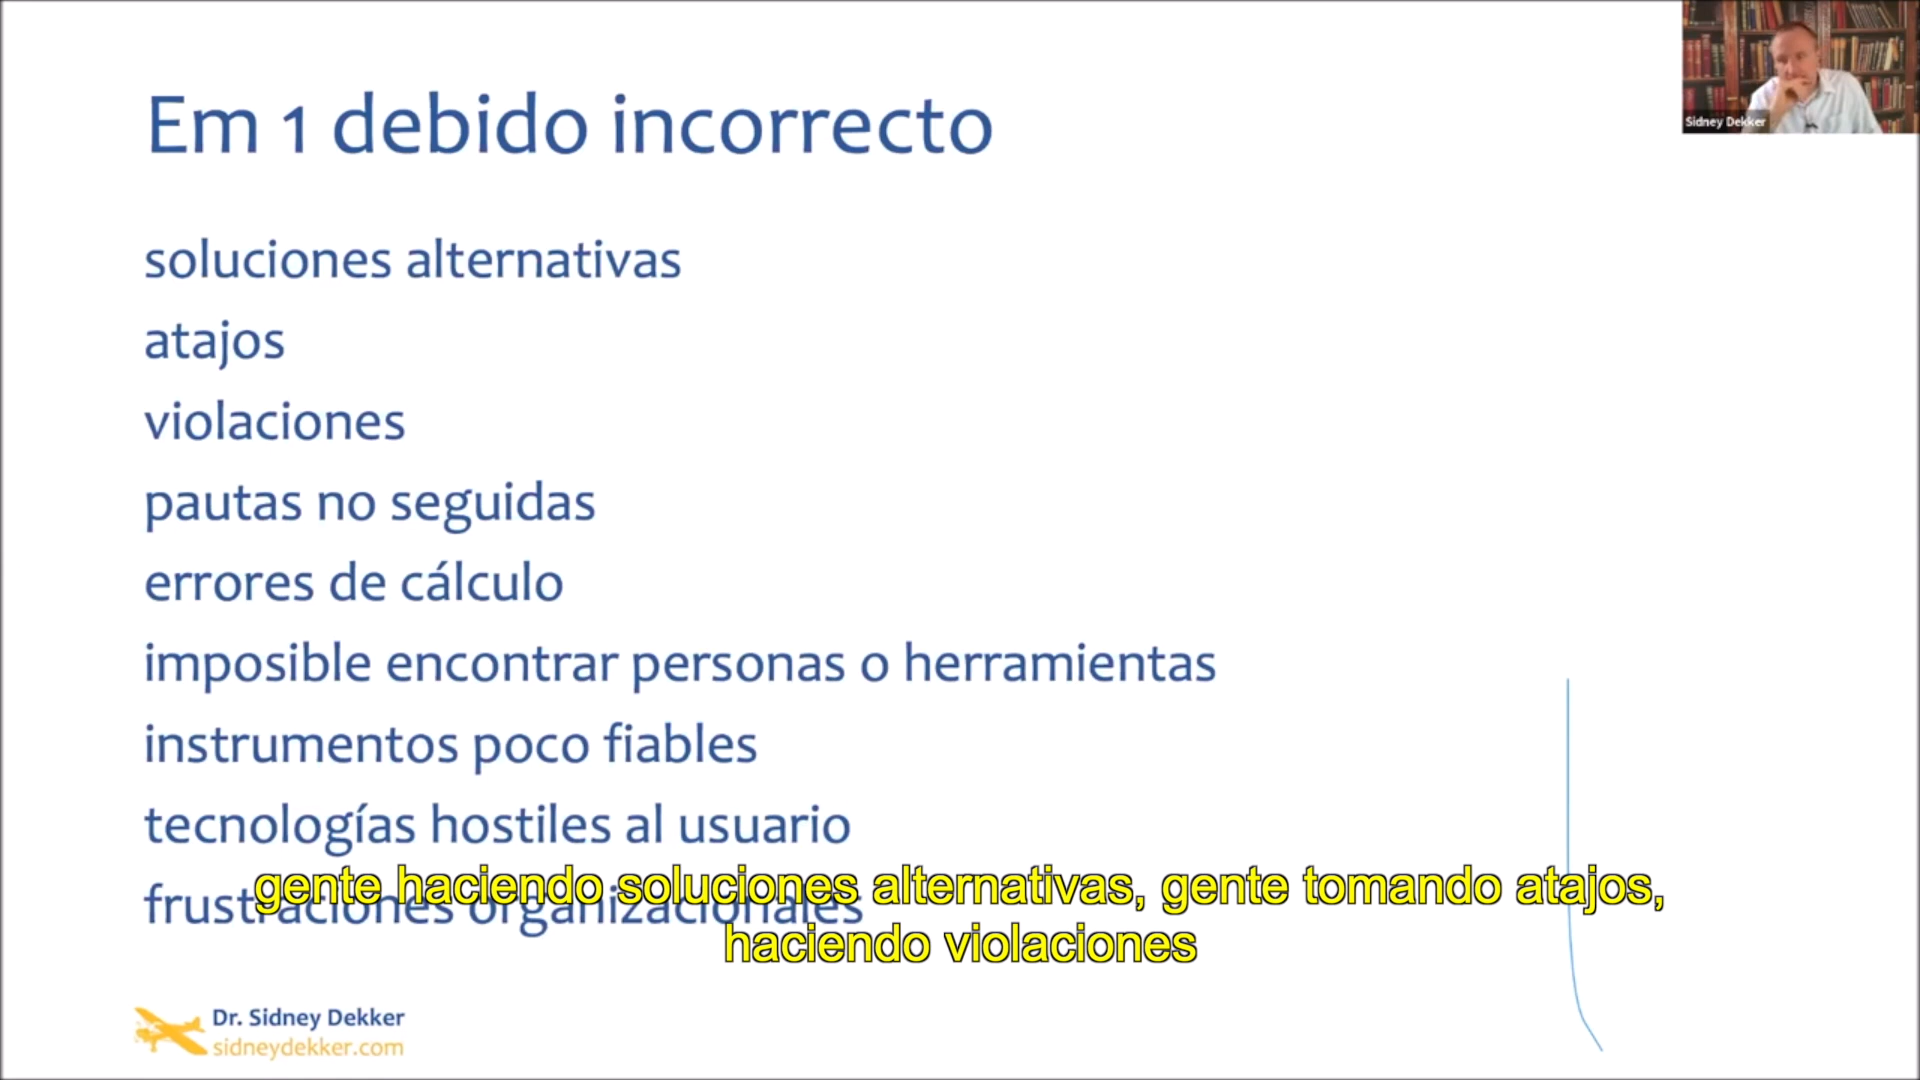 Em 1 debido incorrecto
Sidney Dekker
soluciones alternativas
atajos
violaciones
pautas no seguidas
errores de cálculo
imposible encontrar personas o herramientas
instrumentos poco fiables
tecnologías hostiles al usuario
frustraciones organizacionales
gente haciendo soluciones alternativas, gente tomando atajos,
haciendo violaciones
Dr. Sidney Dekker
sidneydekker.com